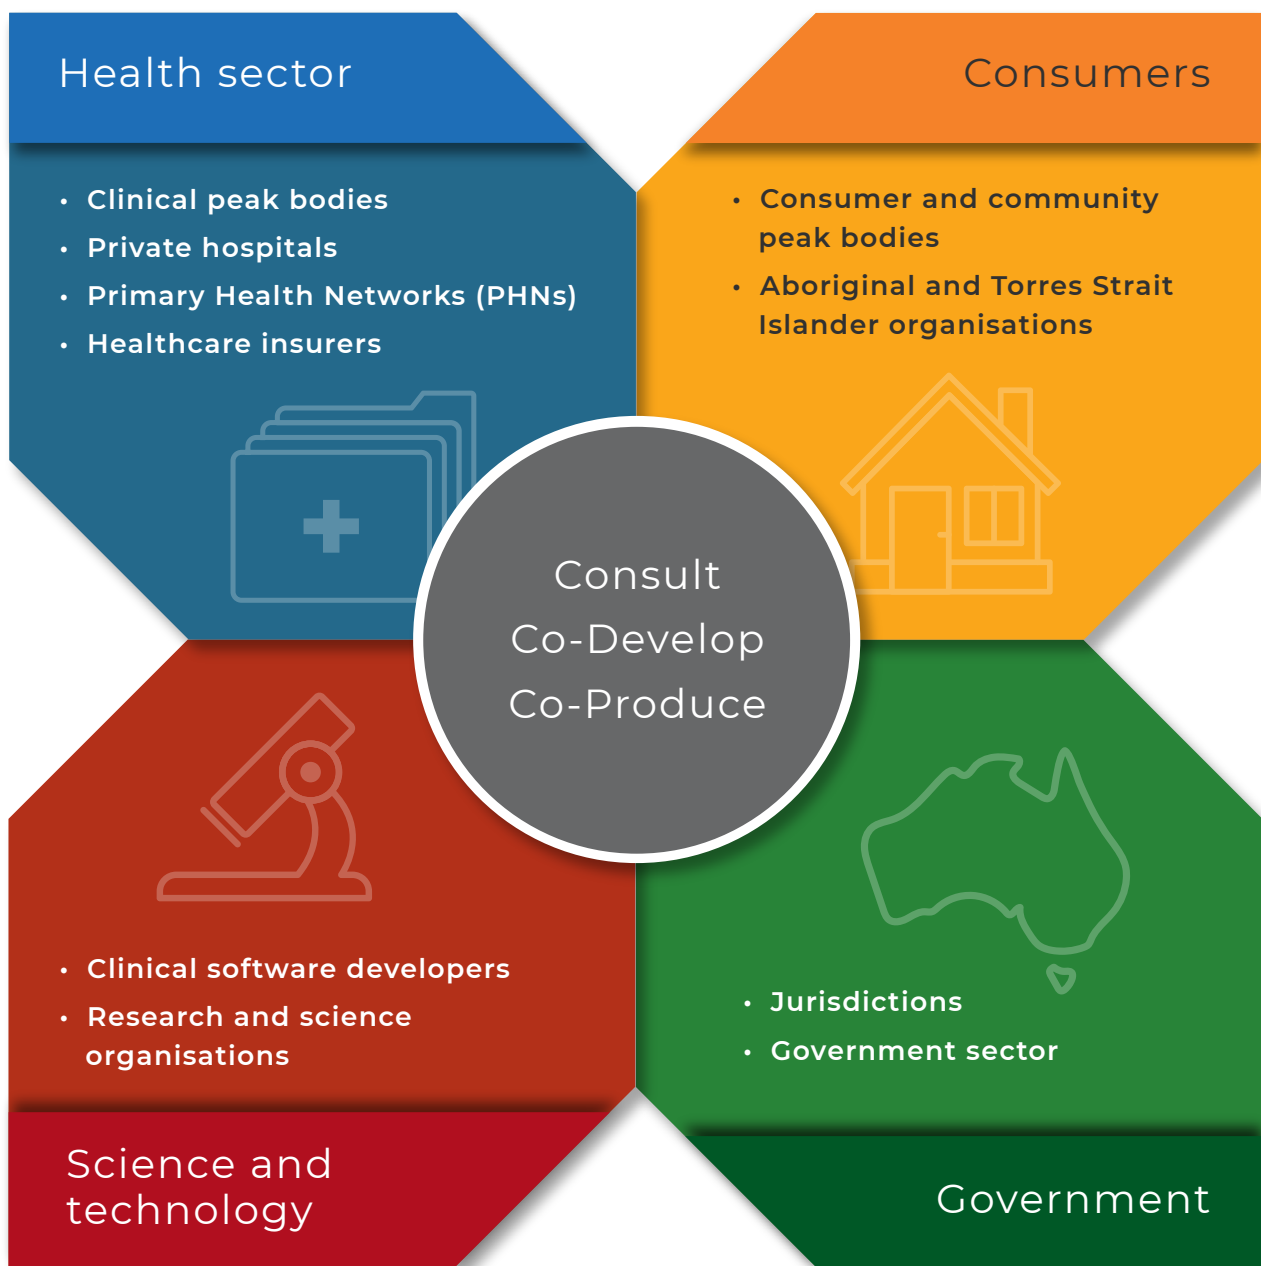 Health sector
• Clinical peak bodies
• Private hospitals
• Primary Health Networks (PHNs)
• Healthcare insurers
Consumers
• Consumer and community
peak bodies
• Aboriginal and Torres Strait
Islander organisations
Consult
Co-Develop
Co-Produce
• Clinical software developers
• Research and science
organisations
Science and
technology
• Jurisdictions
• Government sector
Government